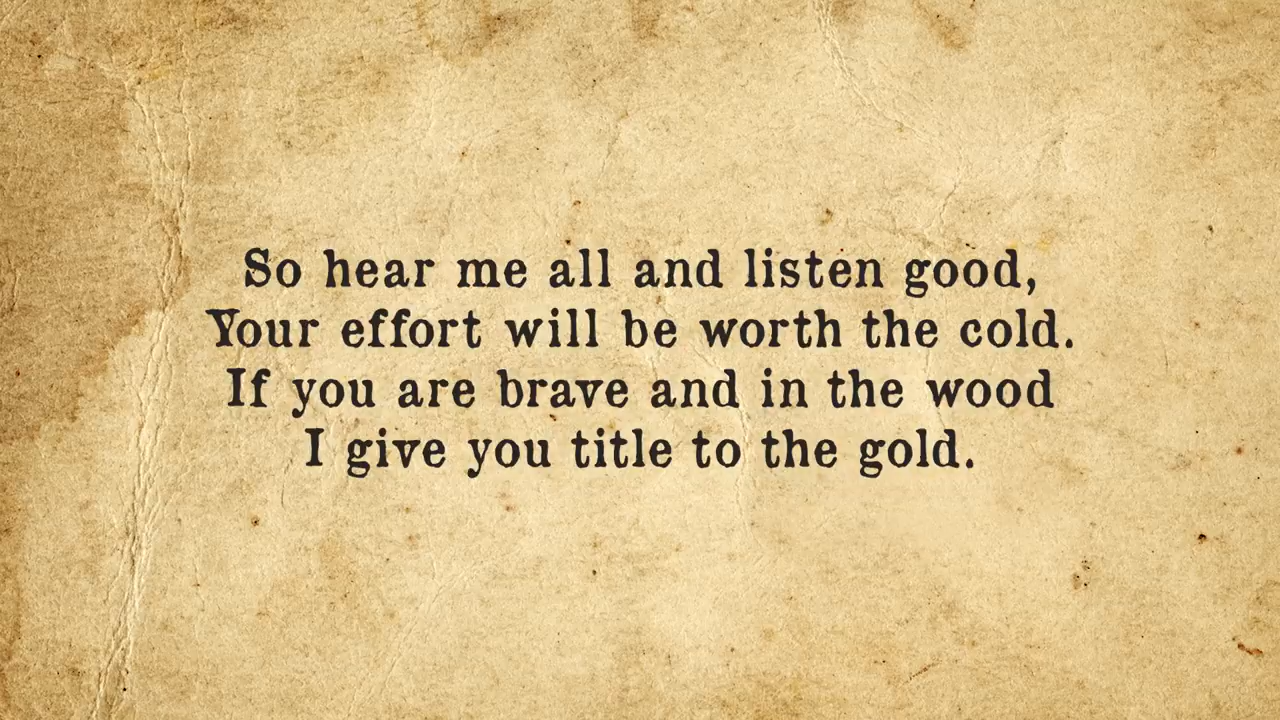 So hear me all and listen good,
Your effort will be worth the cold.
If you are brave and in the wood
I give you title to the gold.